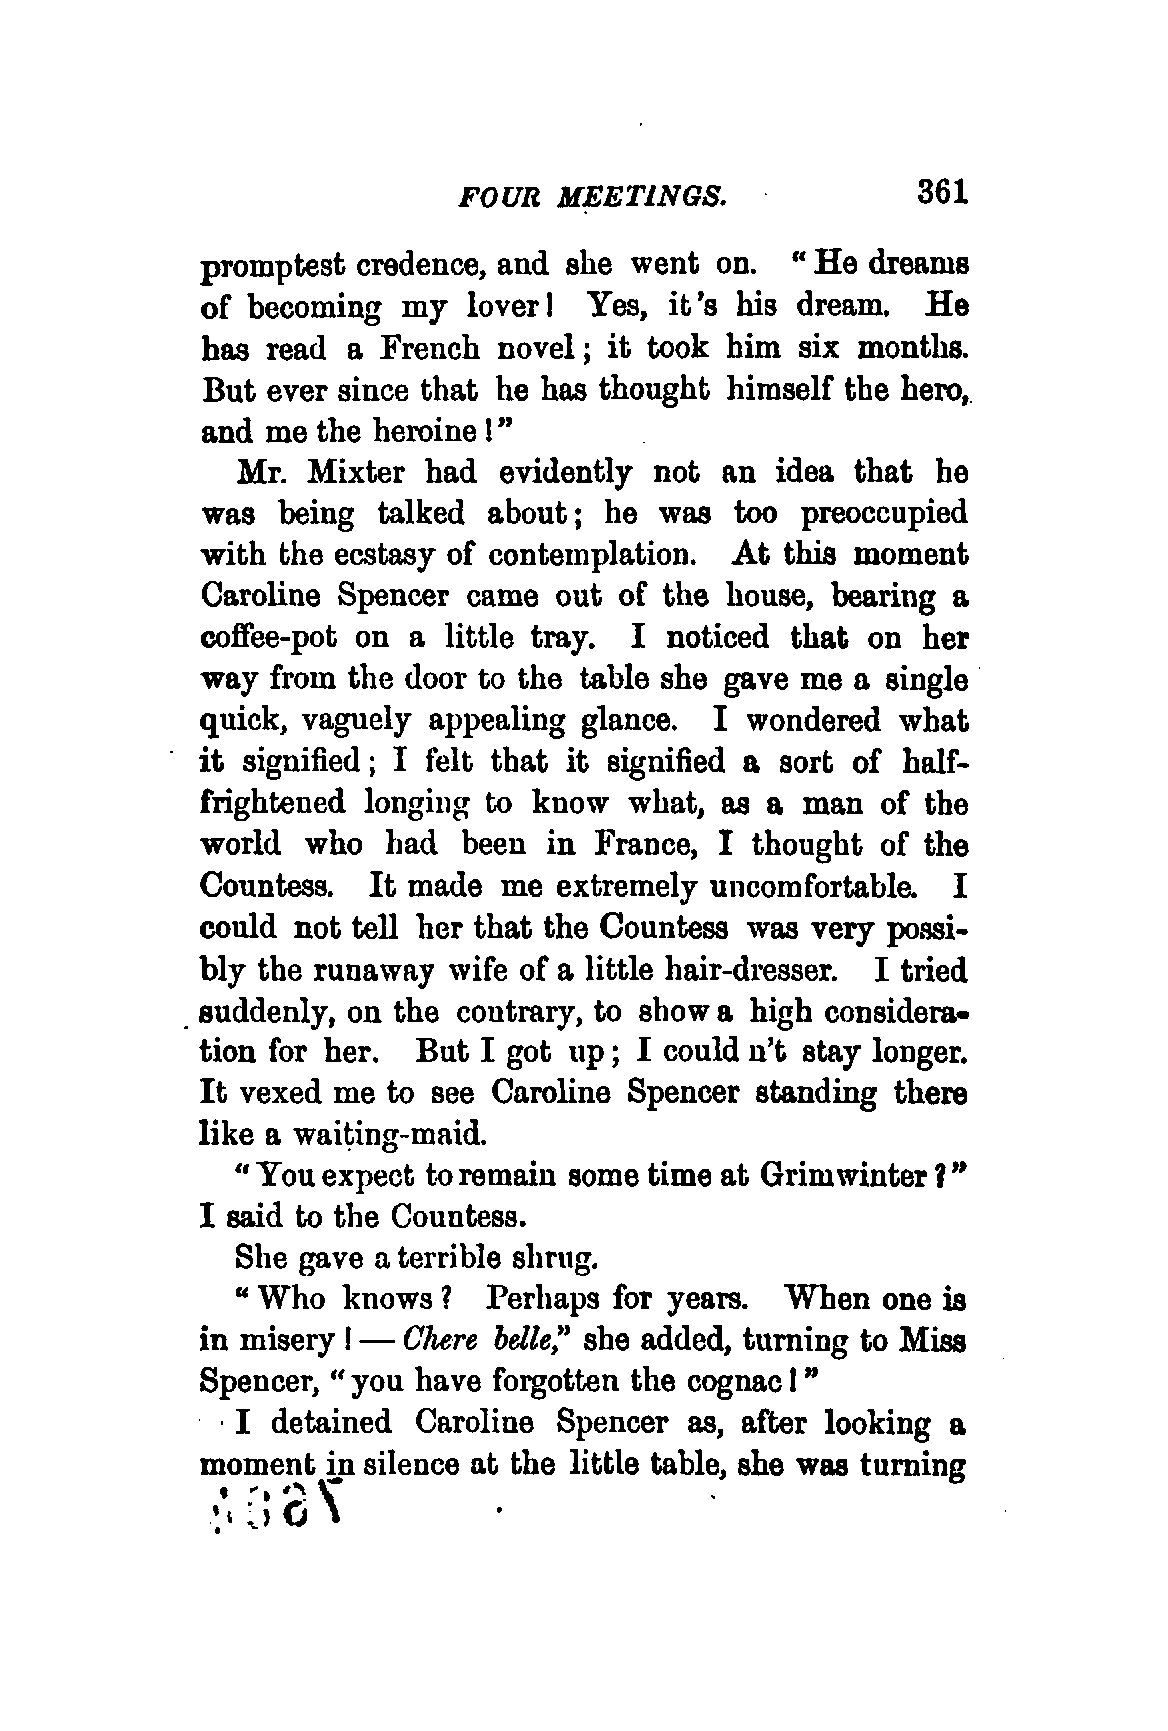 FOUR MEETINGS. 361
promptest credence, and she went on. "He dreams
of becoming my lover! Yes, it's his dream. He
has read a French novel; it took him six months.
But ever since that he has thought himself the hero,
and me the heroine!"
Mr. Mixter had evidently not an idea that he
was being talked about; he was too preoccupied
with the ecstasy of contemplation. At this moment
Caroline Spencer came out of the house, bearing a
coffee-pot on a little tray. I noticed that on her
way from the door to the table she gave me a single
quick, vaguely appealing glance. I wondered what
it signified; I felt that it signified a sort of half-
frightened longing to know what, as a man of the
world who had been in France, I thought of the
Countess. It made me extremely uncomfortable. I
could not tell her that the Countess was very possi-
bly the runaway wife of a little hair-dresser. I tried
suddenly, on the contrary, to show a high considera-
tion for her. But I got up; I could n't stay longer.
It vexed me to see Caroline Spencer standing there
like a waiting-maid.
"You expect to remain some time at Grimwinter?"
I said to the Countess.
She gave a terrible shrug.
"Who knows? Perhaps for years. When one is
in misery!—Chere belle," she added, turning to Miss
Spencer, "you have forgotten the cognac!"
I detained Caroline Spencer as, after looking a
moment in silence at the little table, she was turning